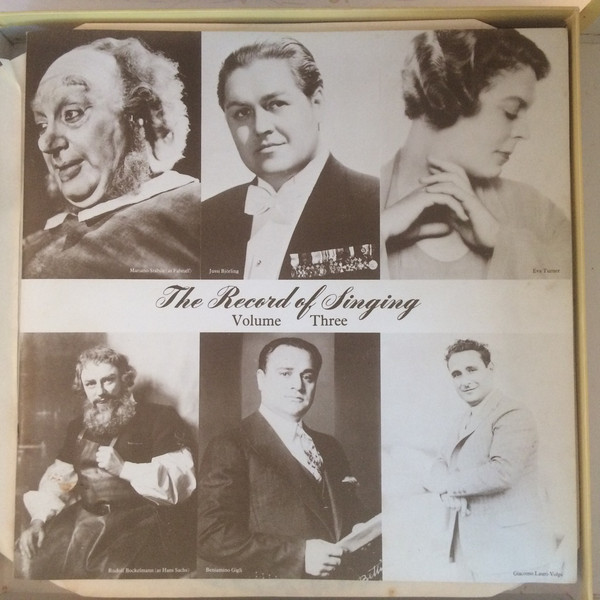 Mariano Stabile (as Falstaff)
Jussi Björling
Eva Turner
The Record of Singing
Volume Three
Rudolf Bockelmann (as Hans Sachs)
Beniamino Gigli
Giacomo Lauri-Volpi